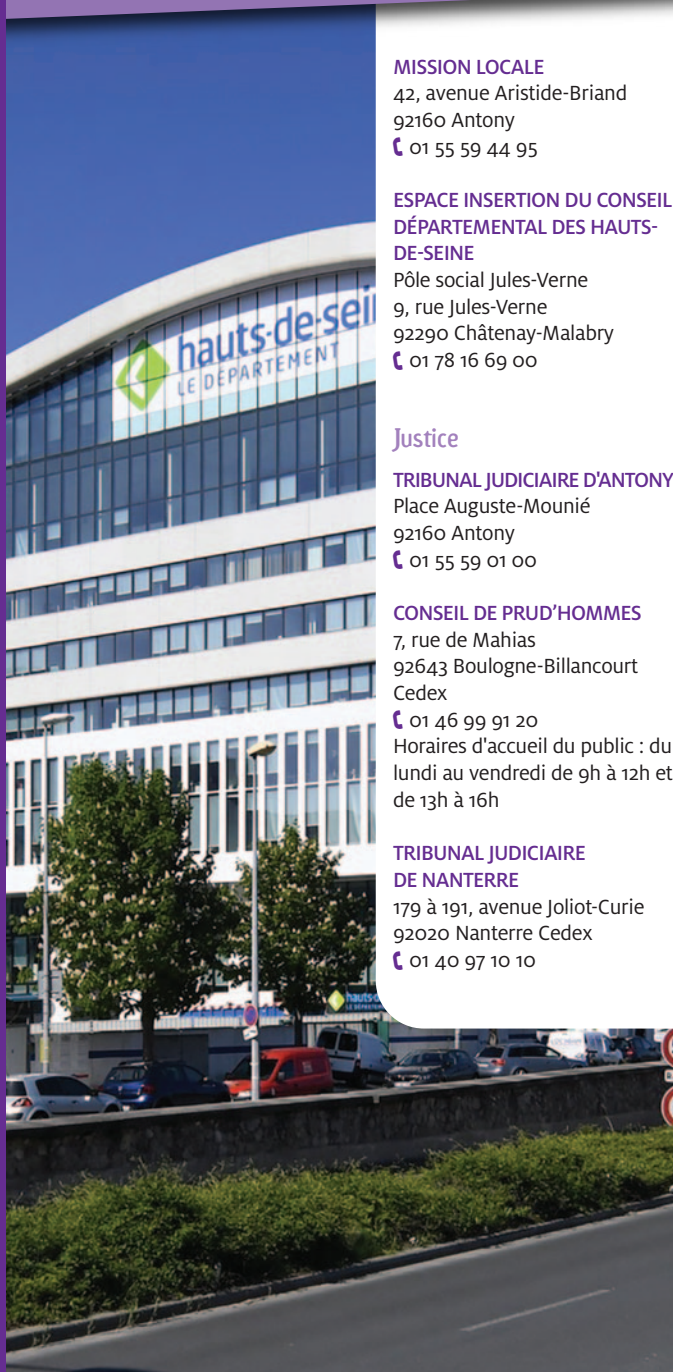 MISSION LOCALE
42, avenue Aristide-Briand
92160 Antony
01 55 59 44 95
ESPACE INSERTION DU CONSEIL
DÉPARTEMENTAL DES HAUTS-
DE-SEINE
Pôle social Jules-Verne
9, rue Jules-Verne
92290 Châtenay-Malabry
01 78 16 69 00
Justice
TRIBUNAL JUDICIAIRE D'ANTONY
Place Auguste-Mounié
92160 Antony
01 55 59 01 00
CONSEIL DE PRUD’HOMMES
7, rue de Mahias
92643 Boulogne-Billancourt
Cedex
01 46 99 91 20
Horaires d'accueil du public : du
lundi au vendredi de 9h à 12h et
de 13h à 16h
TRIBUNAL JUDICIAIRE
DE NANTERRE
179 à 191, avenue Joliot-Curie
92020 Nanterre Cedex
01 40 97 10 10
hauts-de-sei
LE DÉPARTEMENT